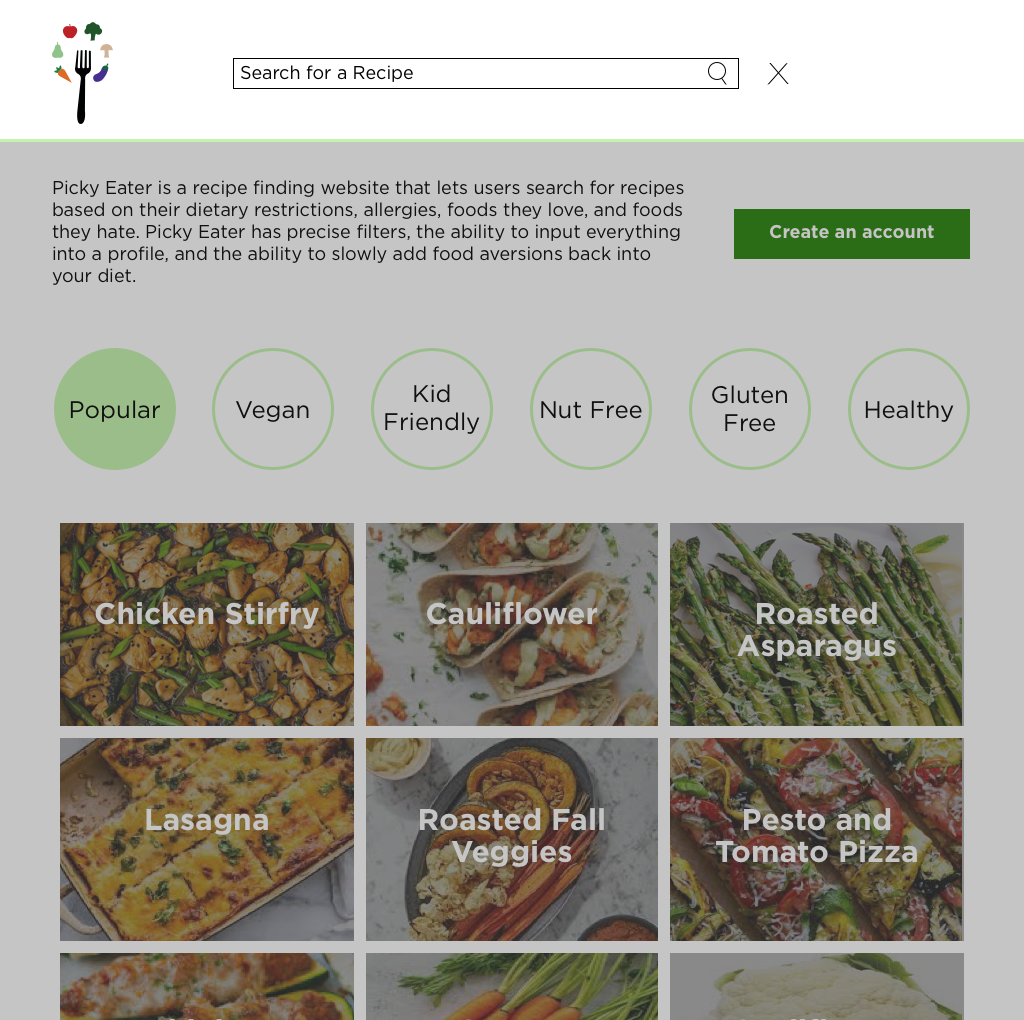 Search for a Recipe
Picky Eater is a recipe finding website that lets users search for recipes
based on their dietary restrictions, allergies, foods they love, and foods
they hate. Picky Eater has precise filters, the ability to input everything
into a profile, and the ability to slowly add food aversions back into
your diet.
Create an account
Popular
Vegan
Kid
Friendly
Nut Free
Gluten
Free
Healthy
Chicken Stirfry
Cauliflower
Roasted
Asparagus
Lasagna
Roasted Fall
Veggies
Pesto and
Tomato Pizza